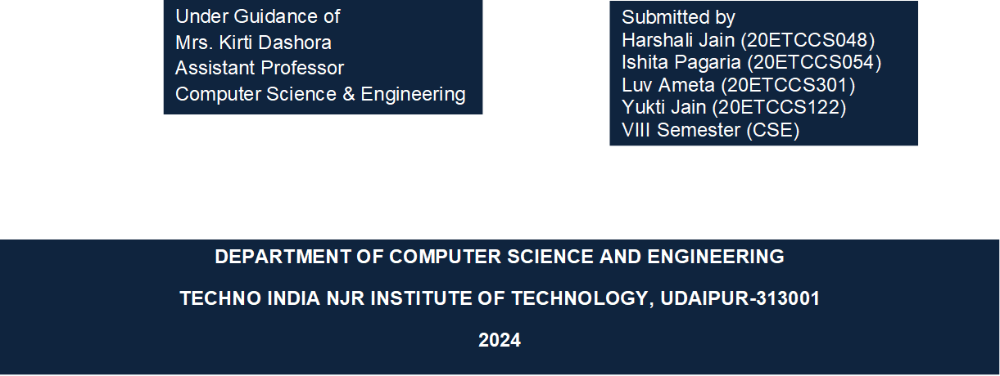 Under Guidance of
Mrs. Kirti Dashora
Assistant Professor
Computer Science & Engineering
Submitted by
Harshali Jain (20ETCCS048)
Ishita Pagaria (20ETCCS054)
Luv Ameta (20ETCCS301)
Yukti Jain (20ETCCS122)
VIII Semester (CSE)
DEPARTMENT OF COMPUTER SCIENCE AND ENGINEERING
TECHNO INDIA NJR INSTITUTE OF TECHNOLOGY, UDAIPUR-313001
2024